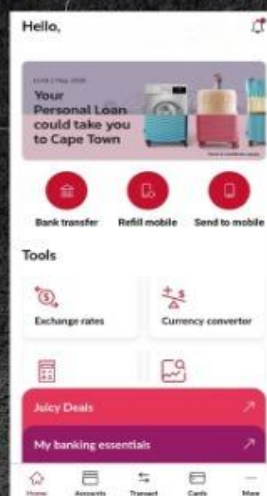 Hello,
Your
Personal Loan
could take you
to Cape Town
Bank transfer
Refill mobile
Send to mobile
Tools
Exchange rates
Currency convertor
Juicy Deals
My banking essentials
Home
Accounts
Transact
Cards
More